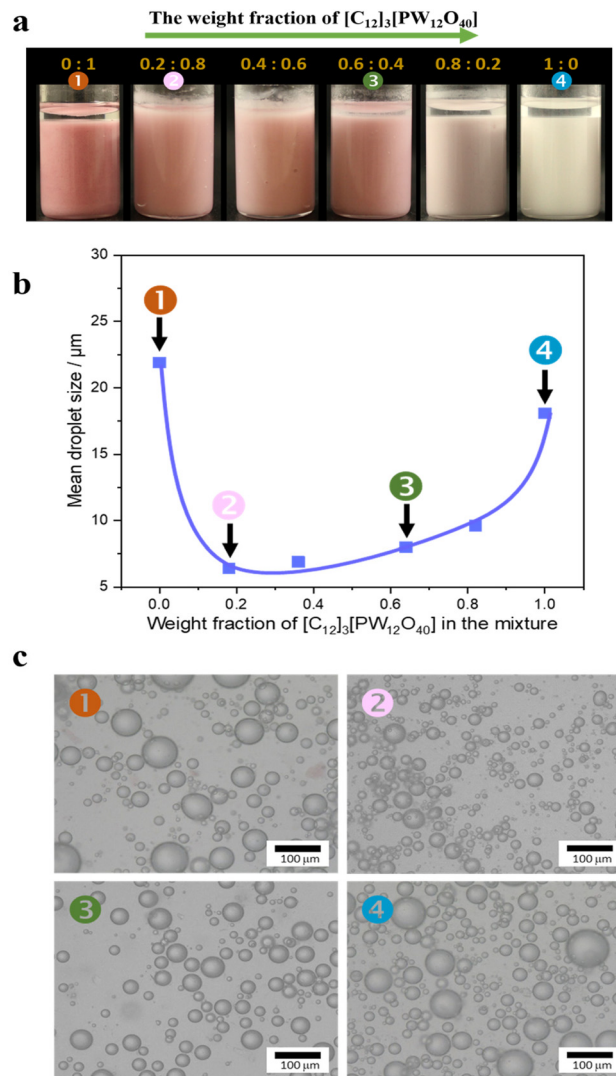 a
The weight fraction of [C₁₂]₃[PW₁₂O₄₀]
0 : 1 0.2 : 0.8 0.4 : 0.6 0.6 : 0.4 0.8 : 0.2 1 : 0
1 2 3 4
b
30
25
20
15
10
5
Mean droplet size / μm
1
4
2
3
0.0 0.2 0.4 0.6 0.8 1.0
Weight fraction of [C₁₂]₃[PW₁₂O₄₀] in the mixture
c
1
100 μm
2
100 μm
3
100 μm
4
100 μm